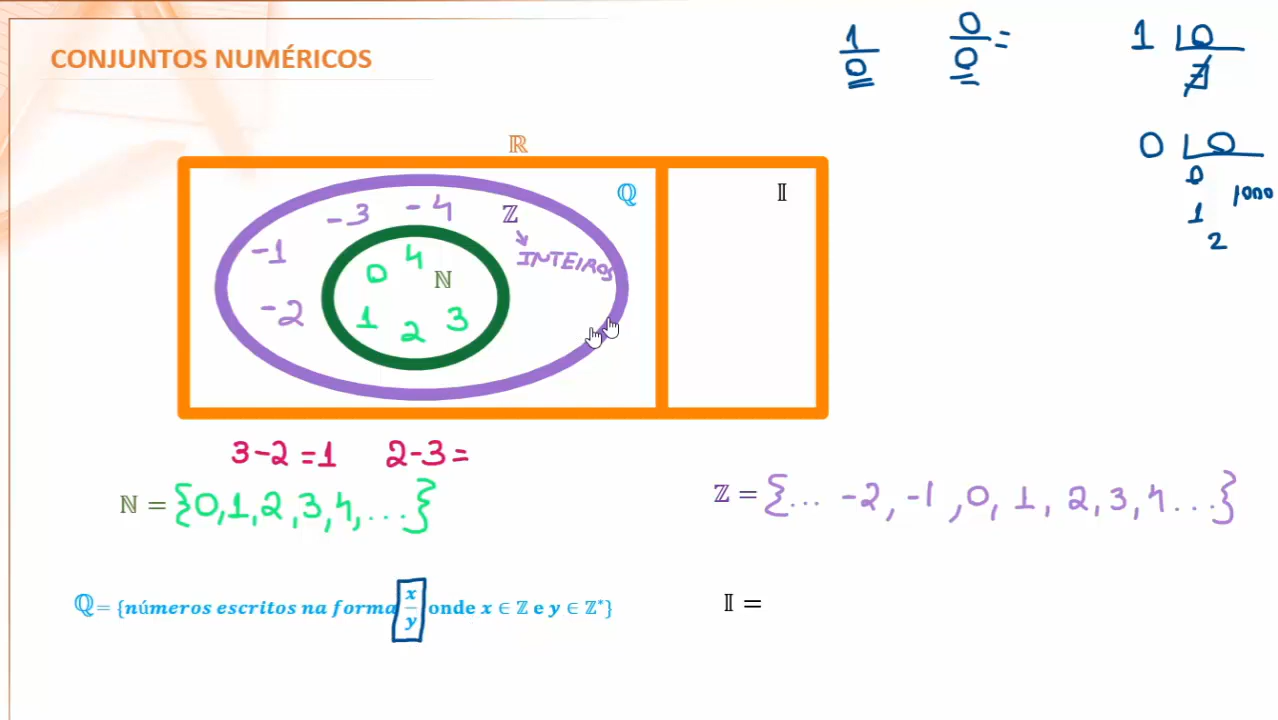 CONJUNTOS NUMÉRICOS
1/0 0/0 =
1 0
∄
0 0
0
1000
1
2
ℝ
ℚ 𝕀
-3 -4 ℤ
-1 INTEIROS
0 4 ℕ
-2 1 2 3
3-2=1 2-3=
ℕ = {0,1,2,3,4,...}
ℤ = {... -2, -1, 0, 1, 2, 3, 4...}
ℚ = {números escritos na forma x/y onde x ∈ ℤ e y ∈ ℤ*}
𝕀 =